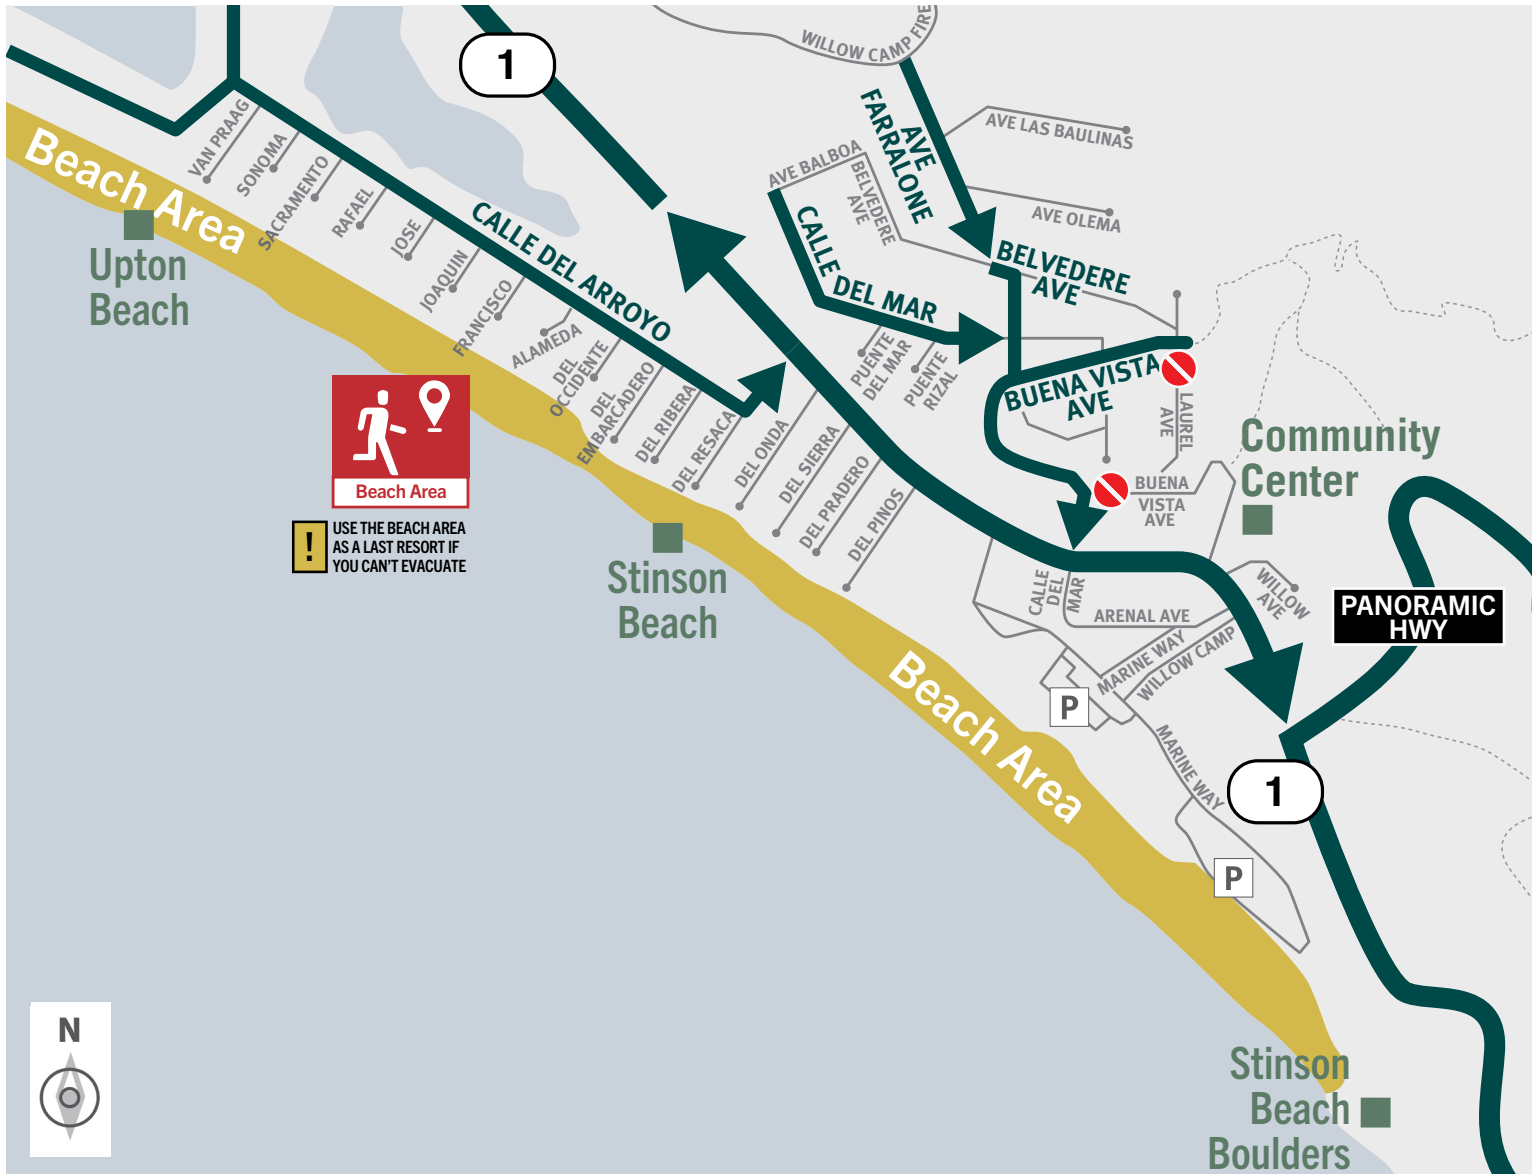 WILLOW CAMP FIRE
1
AVE
FARRALONE
AVE LAS BAULINAS
AVE BALBOA
BELVEDERE
AVE
AVE OLEMA
VAN PRAAG
SONOMA
SACRAMENTO
RAFAEL
JOSE
JOAQUIN
FRANCISCO
ALAMEDA
DEL
OCCIDENTE
DEL
EMBARCADERO
DEL RIBERA
DEL RESACA
DEL ONDA
DEL SIERRA
DEL PRADERO
DEL PINOS
Beach Area
Upton
Beach
CALLE DEL ARROYO
CALLE DEL MAR
BELVEDERE
AVE
PUENTE
DEL MAR
PUENTE
RIZAL
BUENA VISTA
AVE
LAUREL
AVE
BUENA
VISTA
AVE
Community
Center
Beach Area
!
USE THE BEACH AREA
AS A LAST RESORT IF
YOU CAN'T EVACUATE
Stinson
Beach
CALLE
DEL
MAR
ARENAL AVE
WILLOW
AVE
MARINE WAY
WILLOW CAMP
PANORAMIC
HWY
P
Beach Area
MARINE WAY
1
P
N
Stinson
Beach
Boulders